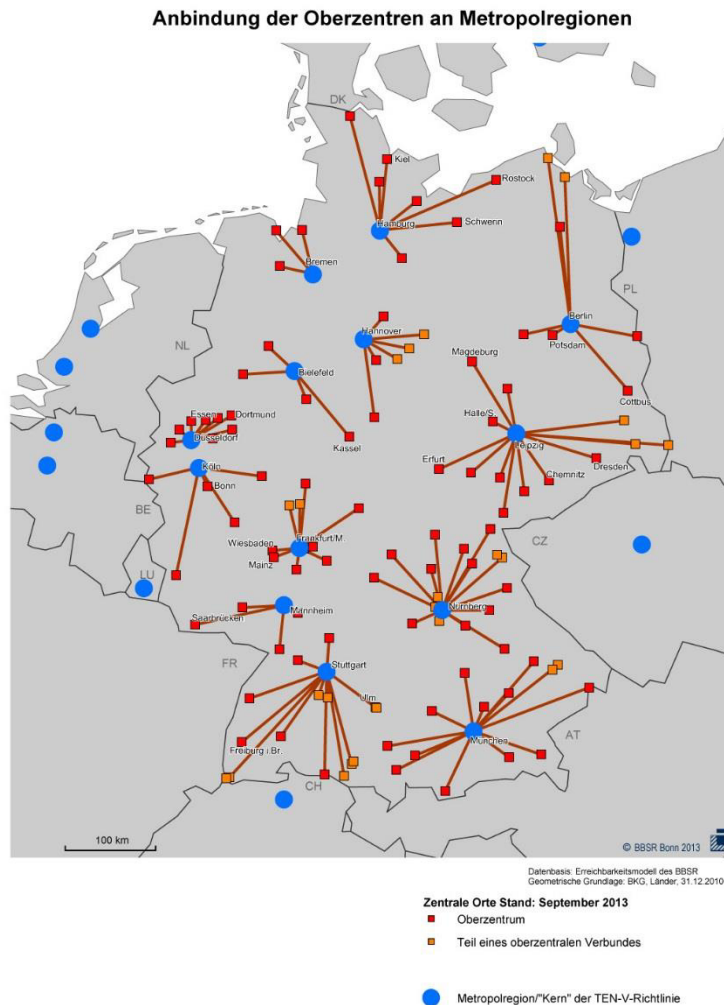 Anbindung der Oberzentren an Metropolregionen
DK
Kiel
Rostock
Hamburg
Schwerin
Bremen
PL
Berlin
Potsdam
Cottbus
Hannover
NL
Bielefeld
Magdeburg
Halle/S.
Leipzig
Essen
Dortmund
Düsseldorf
Kassel
Erfurt
Chemnitz
Dresden
Köln
Bonn
BE
Wiesbaden
Frankfurt/M.
Mainz
CZ
LU
Mannheim
Nürnberg
Saarbrücken
FR
Stuttgart
Ulm
München
AT
Freiburg i.Br.
CH
100 km
© BBSR Bonn 2013
Datenbasis: Erreichbarkeitsmodell des BBSR
Geometrische Grundlage: BKG, Länder, 31.12.2010
Zentrale Orte Stand: September 2013
Oberzentrum
Teil eines oberzentralen Verbundes
Metropolregion/"Kern" der TEN-V-Richtlinie